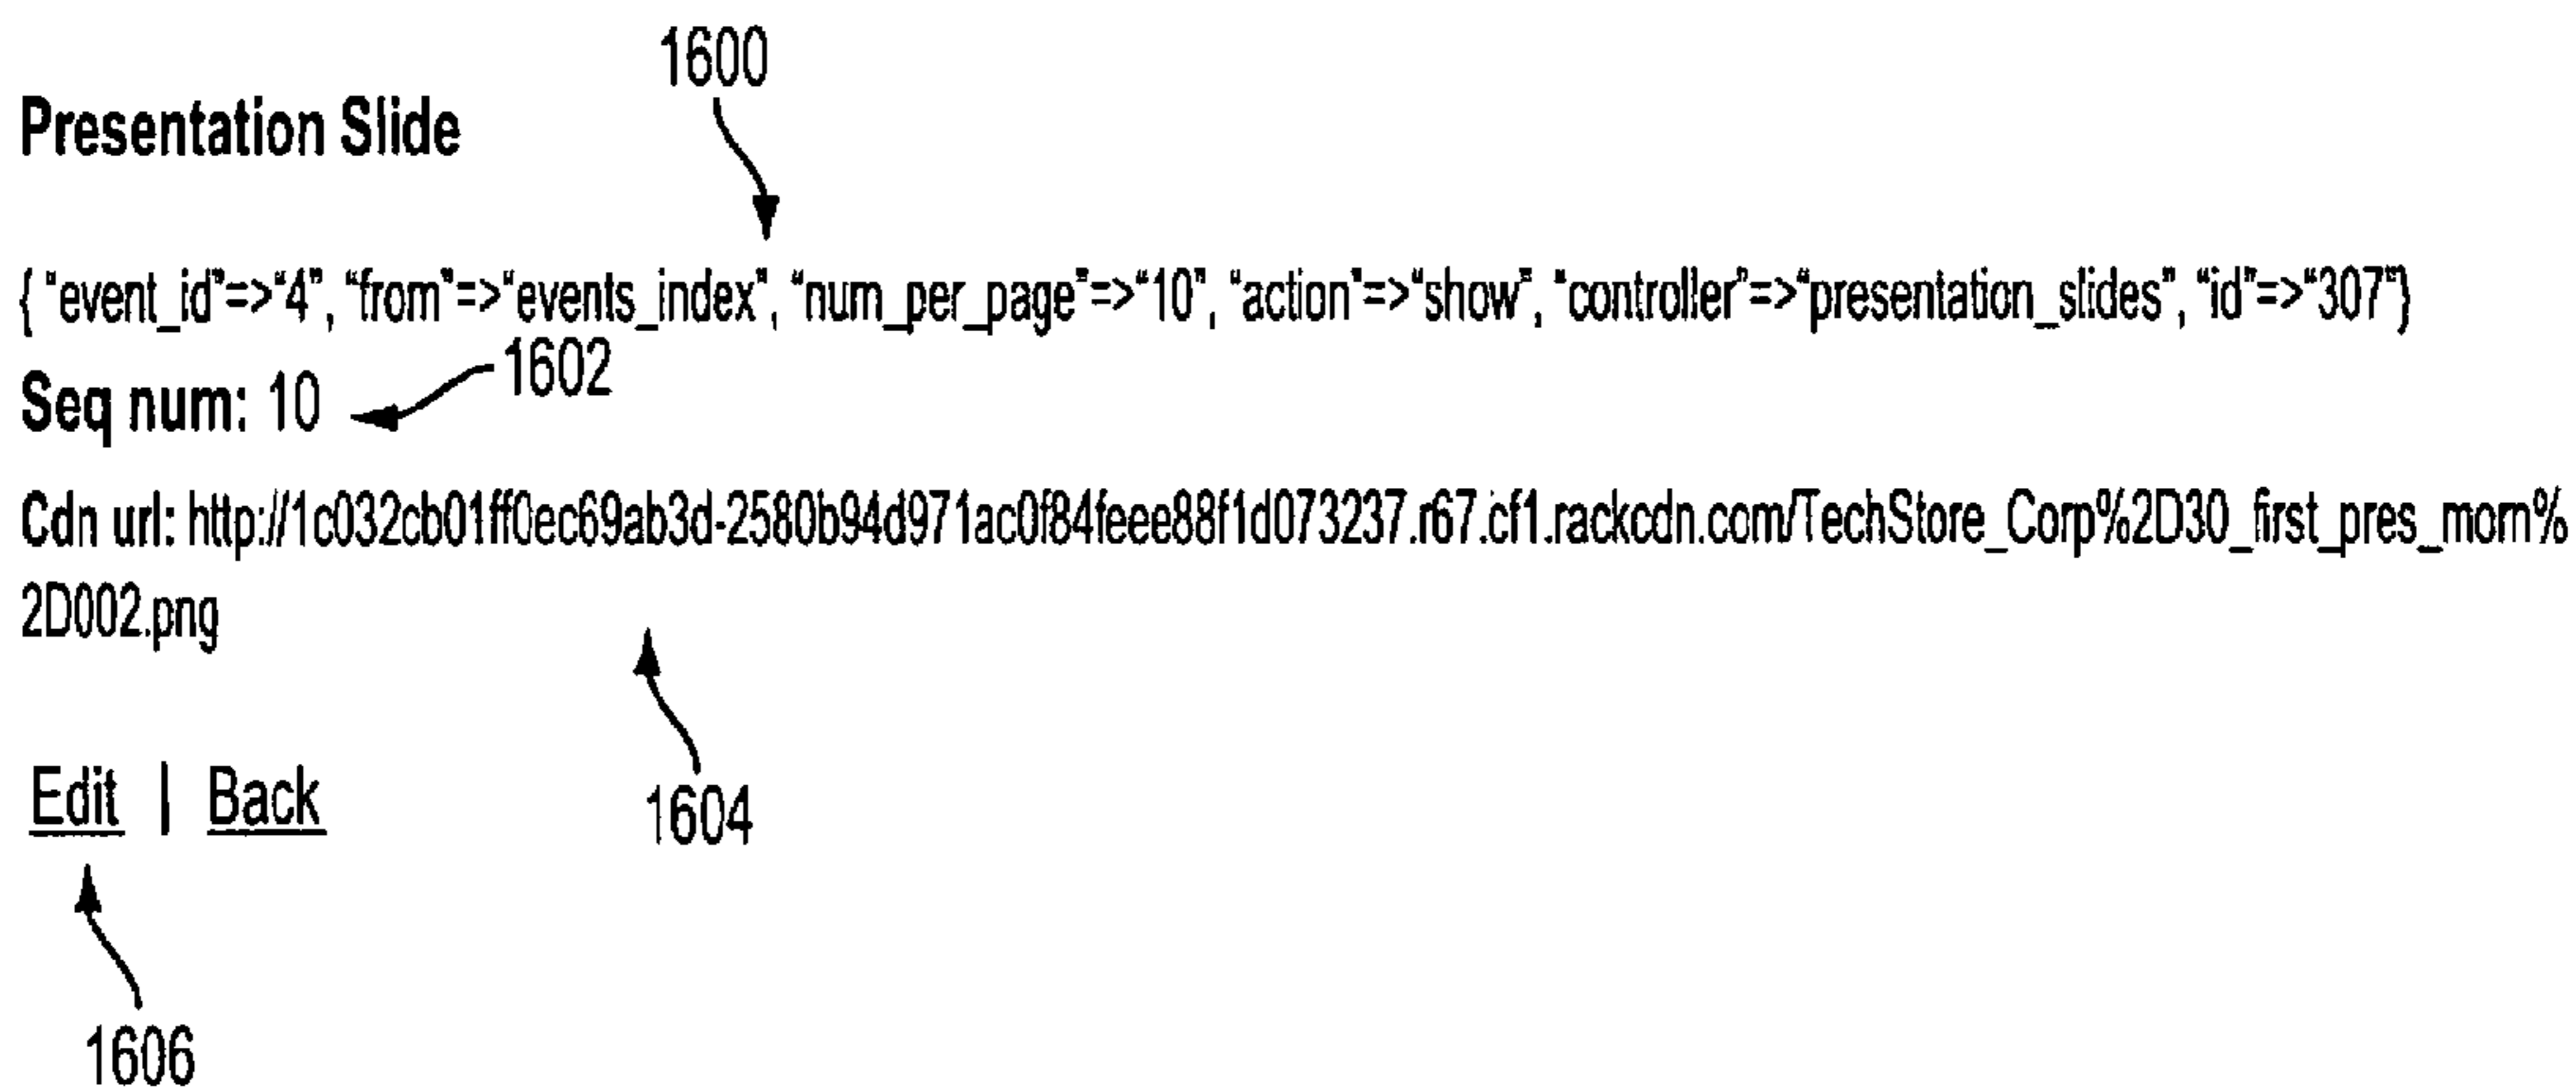 1600
Presentation Slide
{ “event_id”=>“4”, “from”=>“events_index”, “num_per_page”=>“10”, “action”=>“show”, “controller”=>“presentation_slides”, “id”=>“307”}
Seq num: 10
1602
Cdn url: http://1c032cb01ff0ec69ab3d-2580b94d971ac0f84feee88f1d073237.r67.cf1.rackcdn.com/TechStore_Corp%2D30_first_pres_morn%
2D002.png
Edit | Back
1604
1606